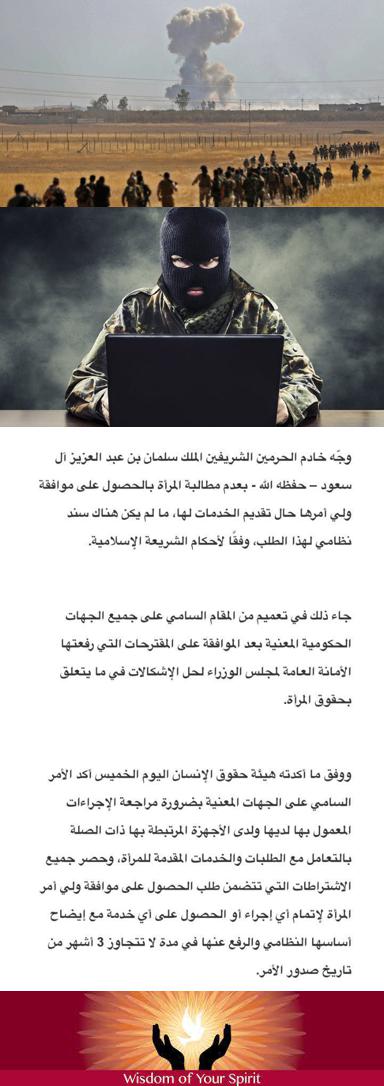 وجّه خادم الحرمين الشريفين الملك سلمان بن عبد العزيز آل
سعود – حفظه الله - بعدم مطالبة المرأة بالحصول على موافقة
ولي أمرها حال تقديم الخدمات لها، ما لم يكن هناك سند
نظامي لهذا الطلب، وفقًا لأحكام الشريعة الإسلامية.
جاء ذلك في تعميم من المقام السامي على جميع الجهات
الحكومية المعنية بعد الموافقة على المقترحات التي رفعتها
الأمانة العامة لمجلس الوزراء لحل الإشكالات في ما يتعلق
بحقوق المرأة.
ووفق ما أكدته هيئة حقوق الإنسان اليوم الخميس أكد الأمر
السامي على الجهات المعنية بضرورة مراجعة الإجراءات
المعمول بها لديها ولدى الأجهزة المرتبطة بها ذات الصلة
بالتعامل مع الطلبات والخدمات المقدمة للمرأة، وحصر جميع
الاشتراطات التي تتضمن طلب الحصول على موافقة ولي أمر
المرأة لإتمام أي إجراء أو الحصول على أي خدمة مع إيضاح
أساسها النظامي والرفع عنها في مدة لا تتجاوز 3 أشهر من
تاريخ صدور الأمر.
Wisdom of Your Spirit